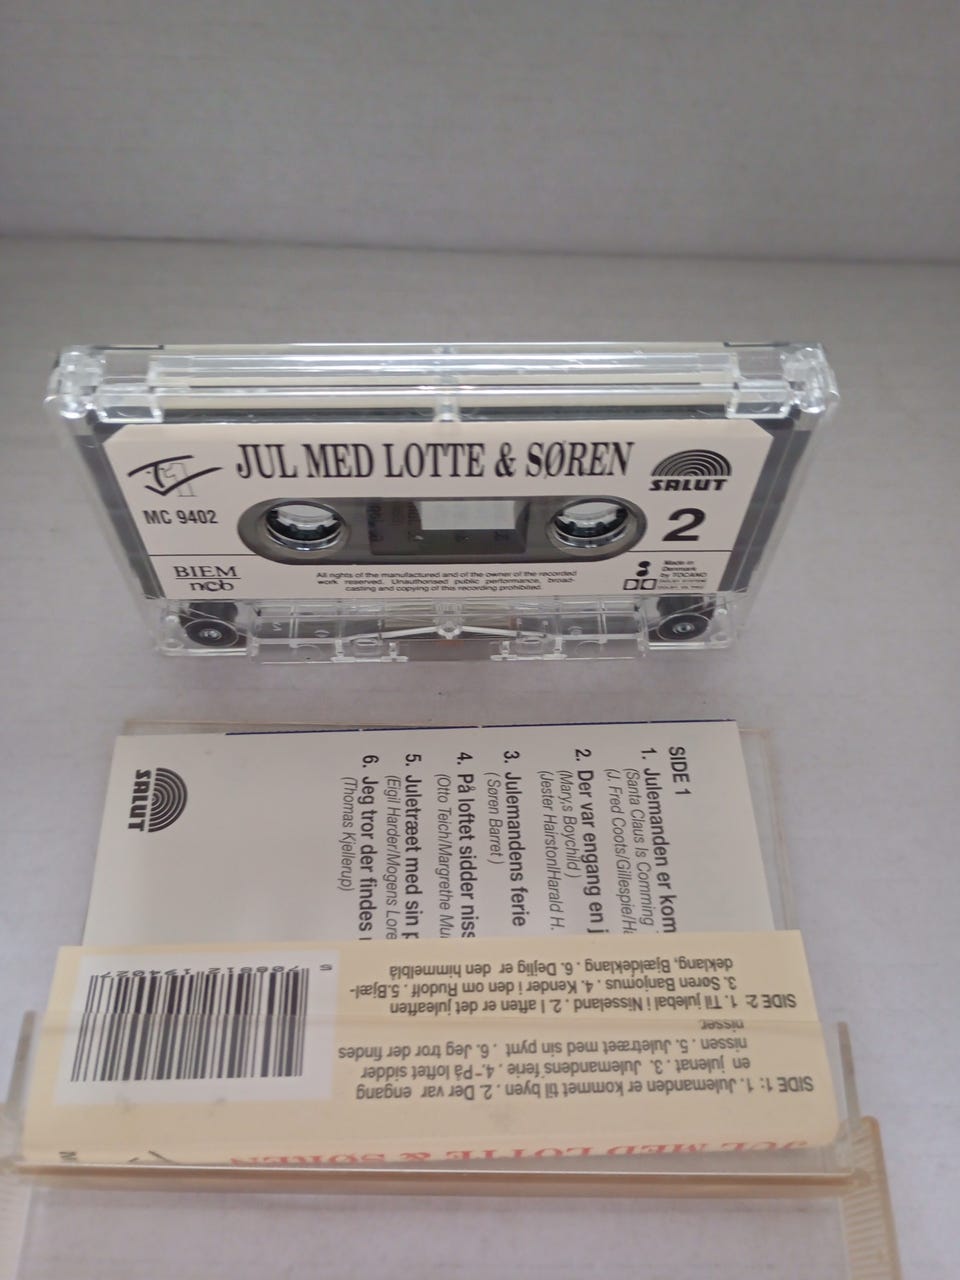 JUL MED LOTTE & SØREN
SALUT
MC 9402
2
BIEM
ncb
All rights of the manufactured and of the owner of the recorded
work reserved. Unauthorised public performance, broad-
casting and copying of this recording prohibited.
Made in
Denmark
by TOCANO
SALUT
SIDE 1
1. Julemanden er kom
(Santa Claus Is Comming
(J. Fred Coots/Gillespie/Ha
2. Der var engang en j
(Mary,s Boychild )
(Jester Hairston/Harald H.
3. Julemandens ferie
( Søren Barret )
4. På loftet sidder niss
(Otto Teich/Margrethe Mu
5. Juletræet med sin p
(Eigil Harder/Mogens Lore
6. Jeg tror der findes
(Thomas Kjellerup)
JUL MED LOTTE & SØREN
SIDE 1: 1. Julemanden er kommet til byen . 2. Der var engang
en julenat . 3. Julemandens ferie . 4. På loftet sidder
nissen . 5. Juletræet med sin pynt . 6. Jeg tror der findes
nisser.
SIDE 2: 1. Til julebal i Nisseland . 2. I aften er det juleaften
3. Søren Banjomus . 4. Kender i den om Rudolf . 5. Bjæl-
deklang, Bjældeklang . 6. Dejlig er den himmelblå